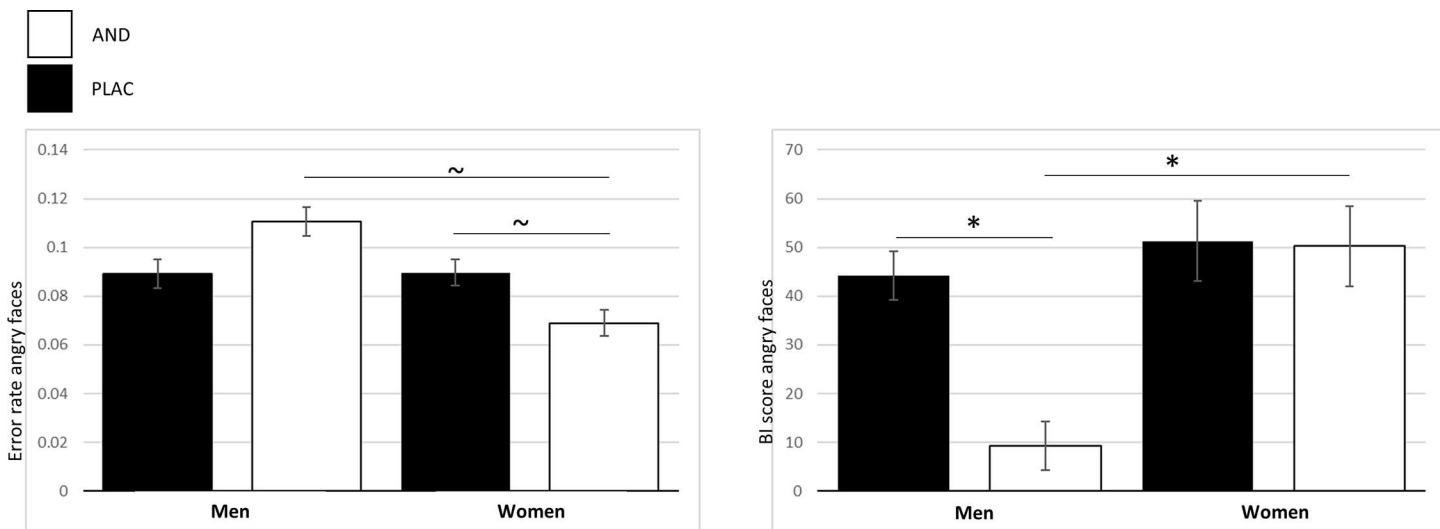 AND
PLAC
Error rate angry faces
0.14
0.12
0.1
0.08
0.06
0.04
0.02
0
~
~
Men
Women
BI score angry faces
70
60
50
40
30
20
10
0
*
*
Men
Women